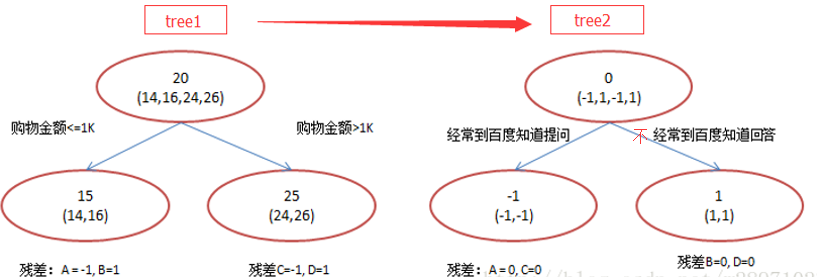 tree1
tree2
20
(14,16,24,26)
0
(-1,1,-1,1)
购物金额<=1K
购物金额>1K
经常到百度知道提问
不 经常到百度知道回答
15
(14,16)
25
(24,26)
-1
(-1,-1)
1
(1,1)
残差：A = -1, B=1
残差C=-1, D=1
残差：A = 0, C=0
残差B=0, D=0